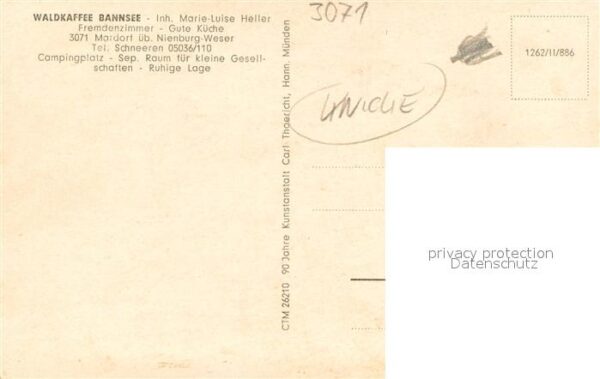 WALDKAFFEE BANNSEE - Inh. Marie-Luise Heller
Fremdenzimmer - Gute Küche
3071 Mardorf üb. Nienburg-Weser
Tel. Schneeren 05036/110
Campingplatz - Sep. Raum für kleine Gesell-
schaften - Ruhige Lage
CTM 26210 90 Jahre Kunstanstalt Carl Thoericht, Hann. Münden
3071
1262/II/886
privacy protection
Datenschutz